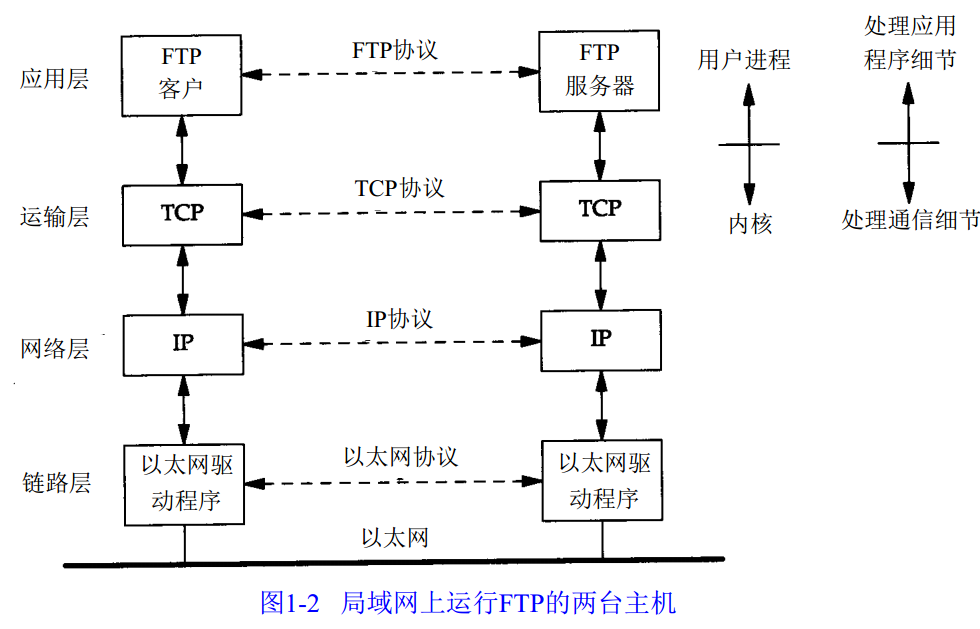 处理应用
程序细节
用户进程
FTP协议
FTP
客户
FTP
服务器
应用层
TCP协议
TCP
TCP
运输层
内核
处理通信细节
IP协议
IP
IP
网络层
以太网协议
以太网驱
动程序
以太网驱
动程序
链路层
以太网
图1-2 局域网上运行FTP的两台主机